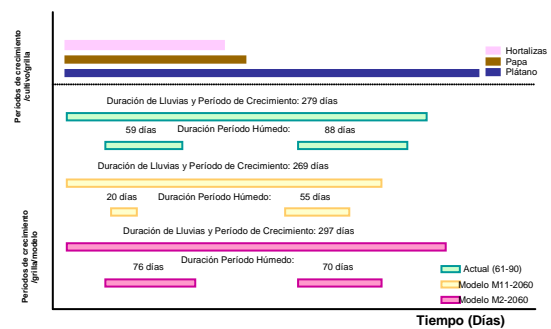 Hortalizas
Papa
Plátano
Períodos de crecimiento
/cultivo/grilla
Duración de Lluvias y Período de Crecimiento: 279 días
59 días
Duración Período Húmedo:
88 días
Duración de Lluvias y Período de Crecimiento: 269 días
20 días
Duración Período Húmedo:
55 días
Duración de Lluvias y Período de Crecimiento: 297 días
Duración Período Húmedo:
76 días
70 días
Períodos de crecimiento
/grilla/modelo
Actual (61-90)
Modelo M11-2060
Modelo M2-2060
Tiempo (Días)